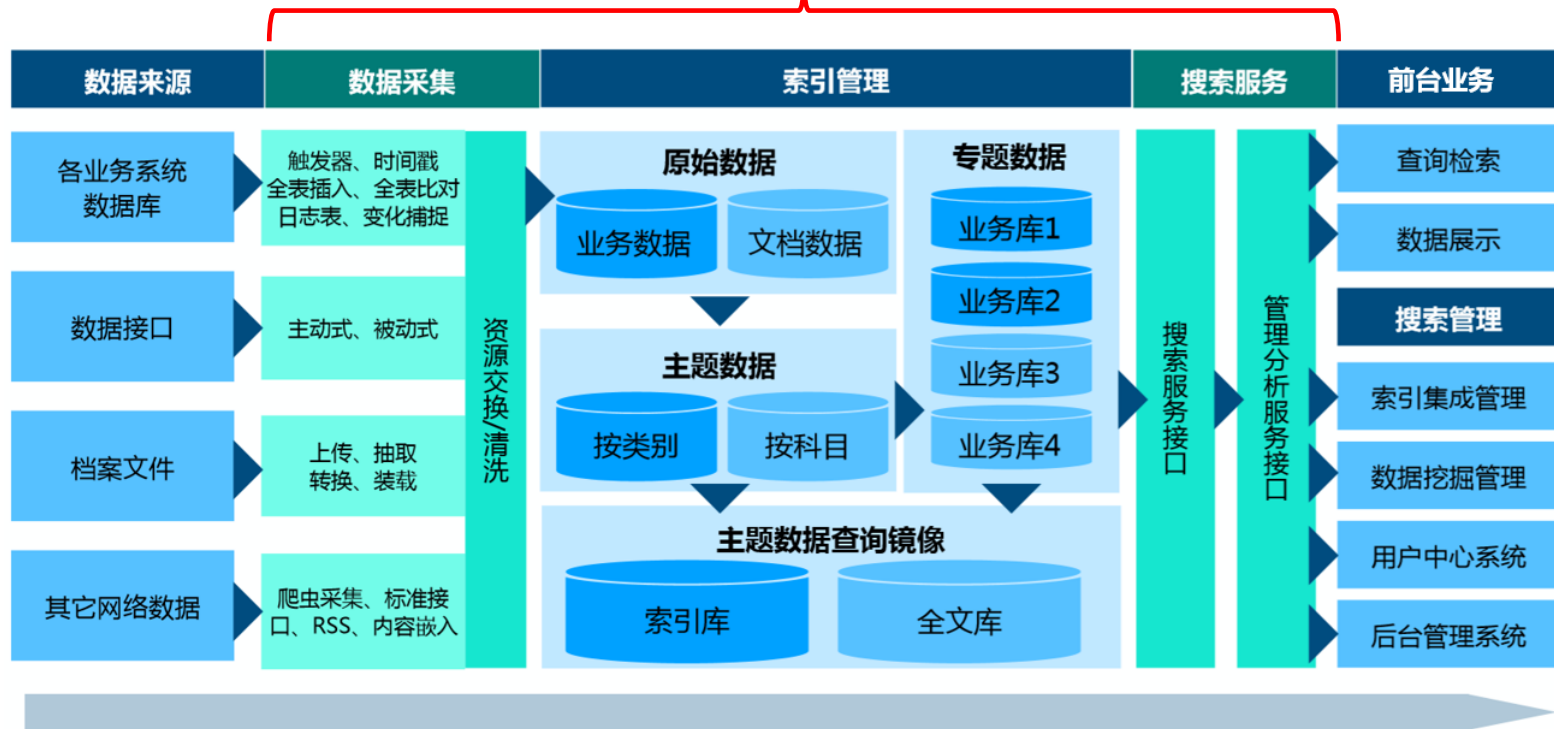 数据来源
数据采集
索引管理
搜索服务
前台业务
各业务系统
数据库
数据接口
档案文件
其它网络数据
触发器、时间戳
全表插入、全表比对
日志表、变化捕捉
主动式、被动式
上传、抽取
转换、装载
爬虫采集、标准接
口、RSS、内容嵌入
资源交换/清洗
原始数据
业务数据
文档数据
主题数据
按类别
按科目
专题数据
业务库1
业务库2
业务库3
业务库4
主题数据查询镜像
索引库
全文库
搜索服务接口
管理分析服务接口
查询检索
数据展示
搜索管理
索引集成管理
数据挖掘管理
用户中心系统
后台管理系统